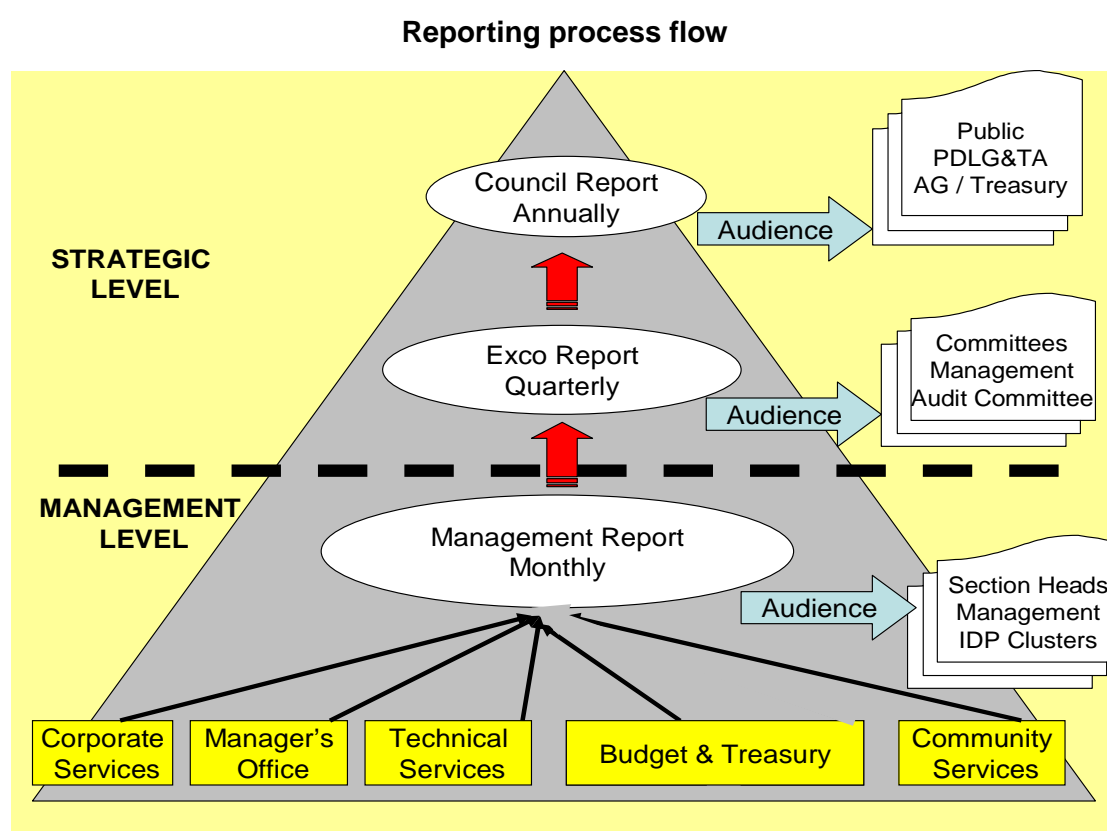 Reporting process flow
Public
PDLG&TA
AG / Treasury
Council Report
Annually
Audience
STRATEGIC
LEVEL
Exco Report
Quarterly
Committees
Management
Audit Committee
Audience
MANAGEMENT
LEVEL
Management Report
Monthly
Section Heads
Management
IDP Clusters
Audience
Corporate
Services
Manager’s
Office
Technical
Services
Budget & Treasury
Community
Services